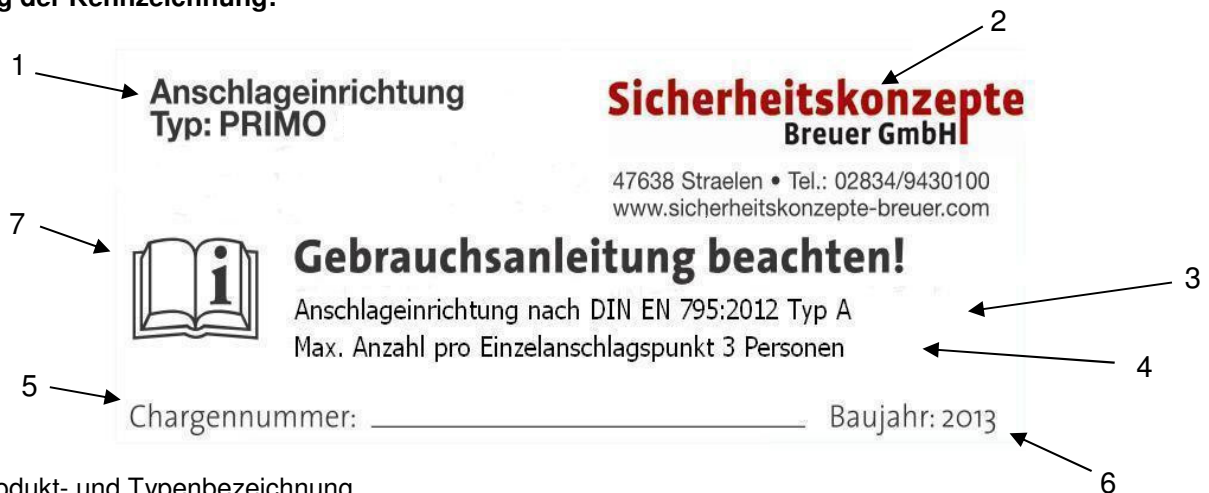 g der Kennzeichnung:
1
2
Anschlageinrichtung
Typ: PRIMO
Sicherheitskonzepte
Breuer GmbH
47638 Straelen • Tel.: 02834/9430100
www.sicherheitskonzepte-breuer.com
7
i
Gebrauchsanleitung beachten!
3
Anschlageinrichtung nach DIN EN 795:2012 Typ A
Max. Anzahl pro Einzelanschlagspunkt 3 Personen
4
5
Chargennummer: Baujahr: 2013
6
odukt- und Typenbezeichnung